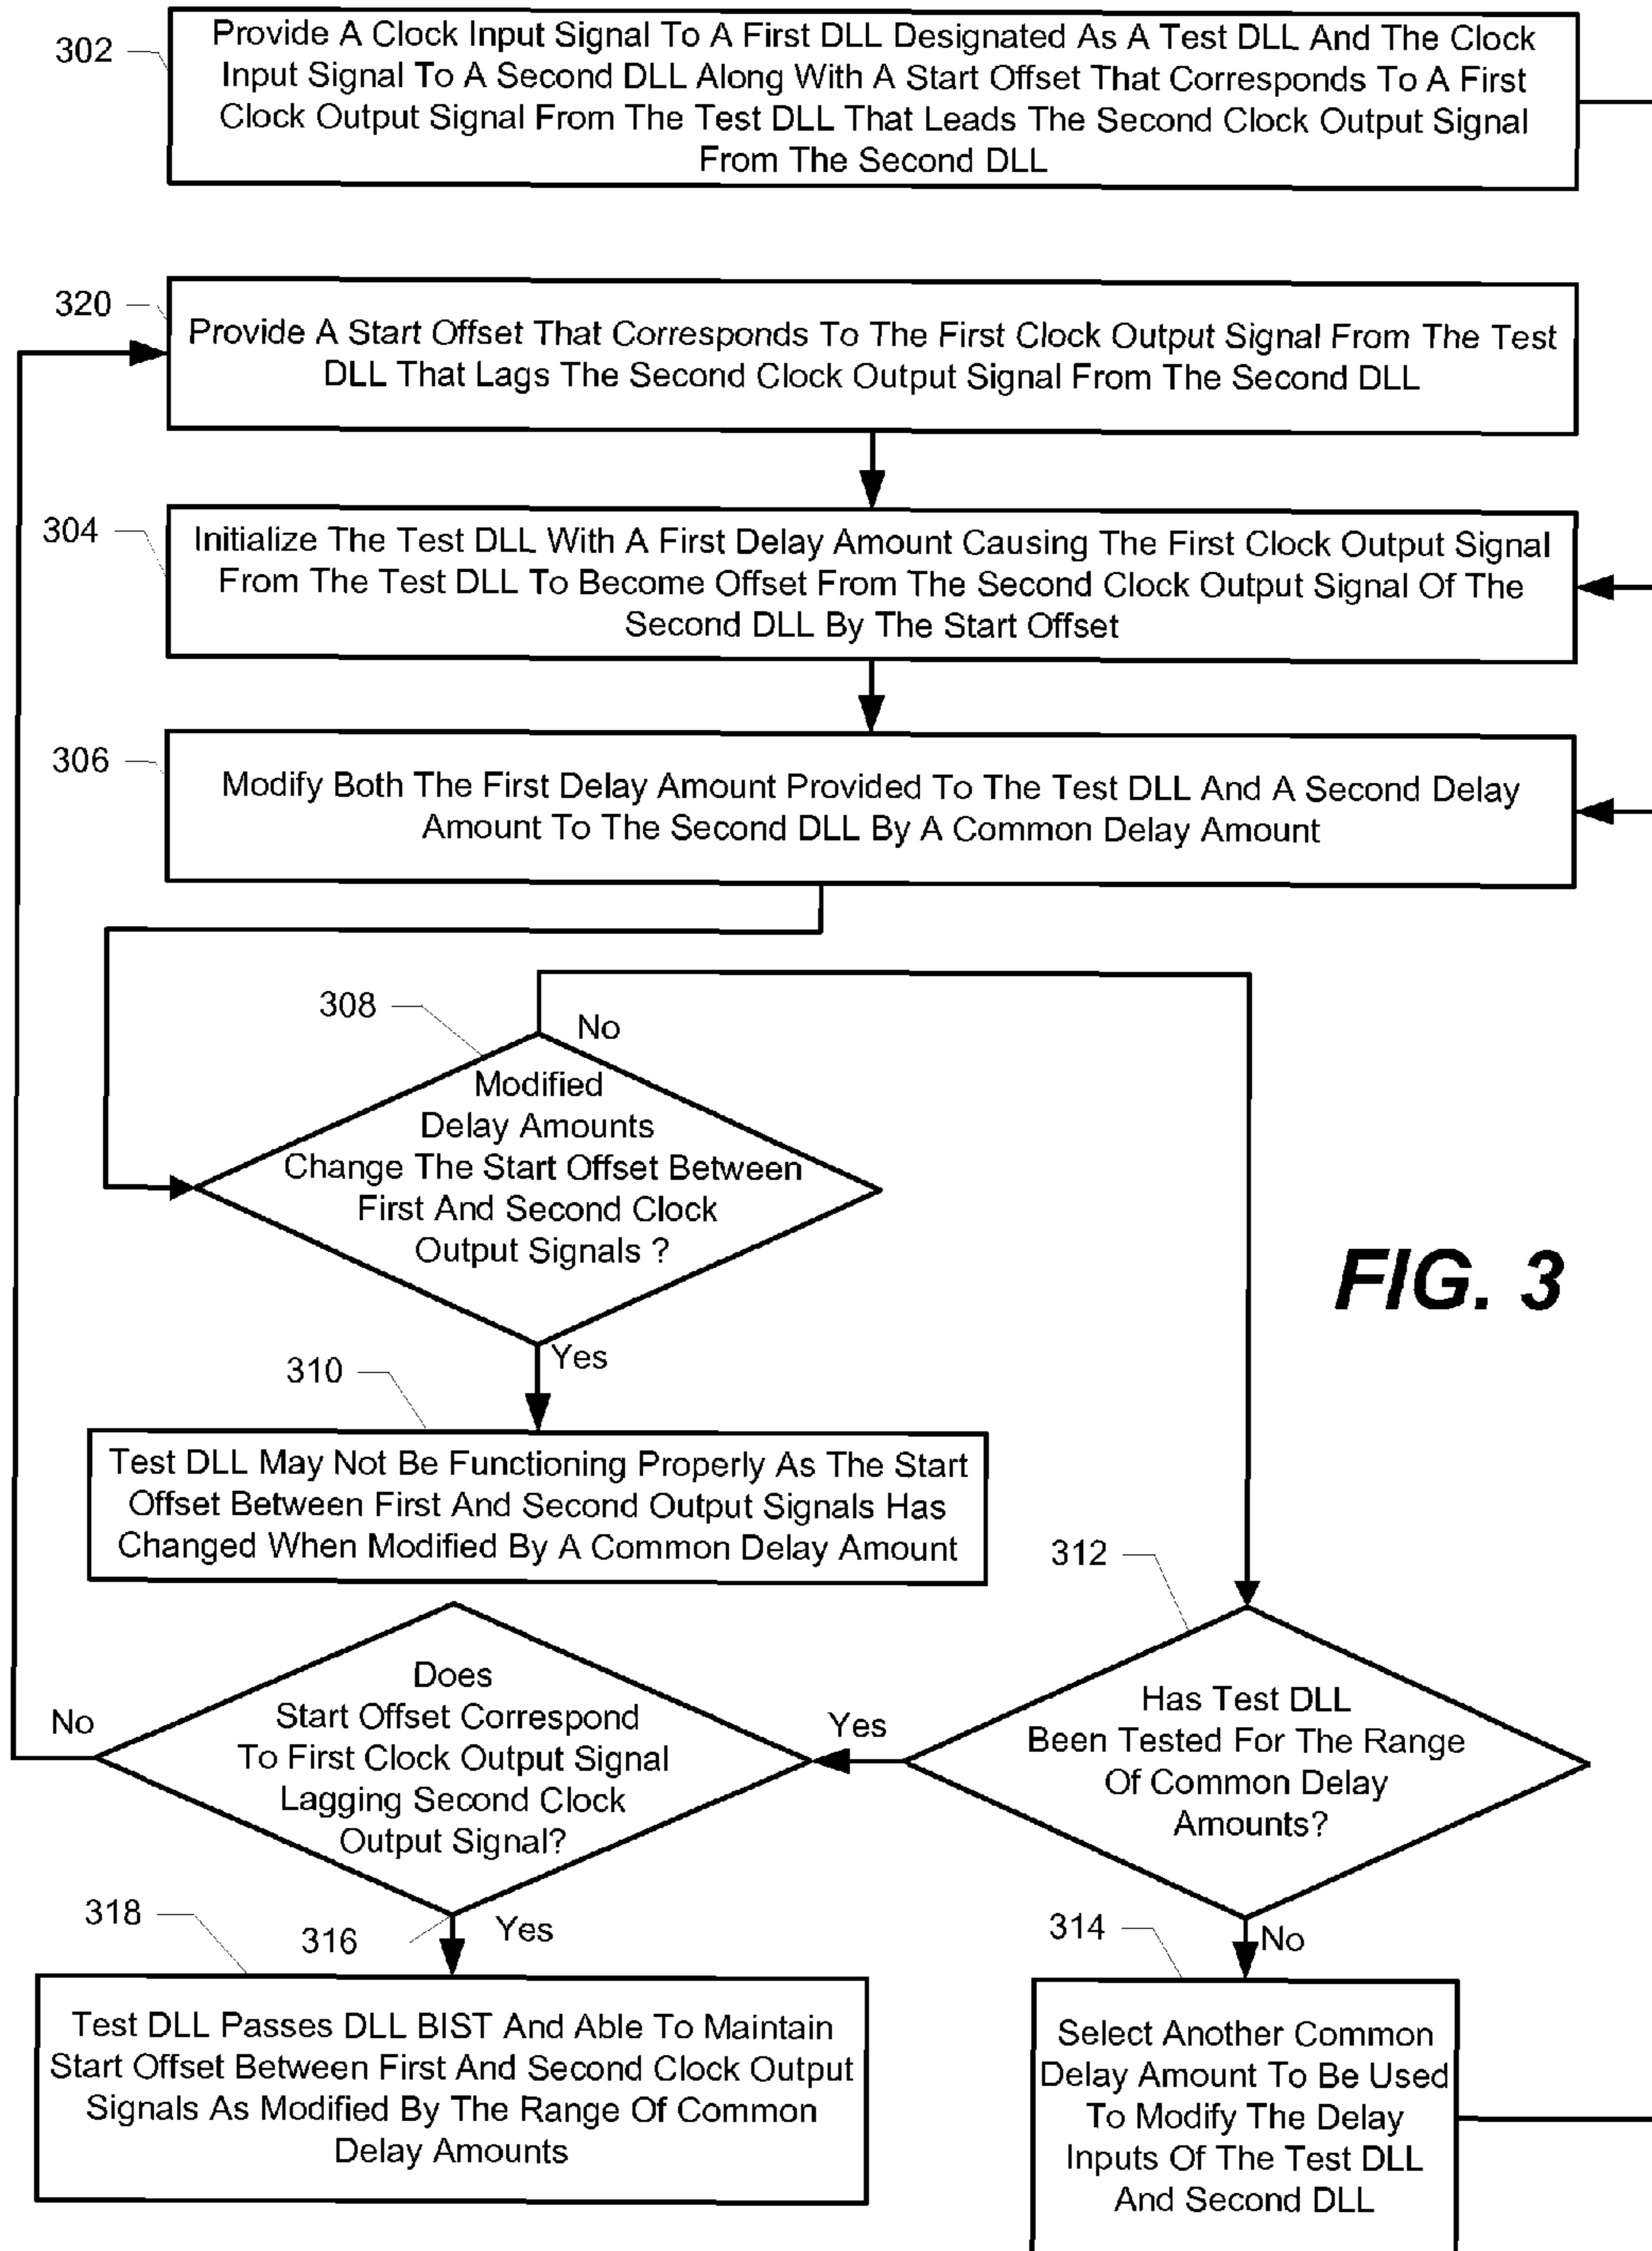 302
Provide A Clock Input Signal To A First DLL Designated As A Test DLL And The Clock
Input Signal To A Second DLL Along With A Start Offset That Corresponds To A First
Clock Output Signal From The Test DLL That Leads The Second Clock Output Signal
From The Second DLL
320
Provide A Start Offset That Corresponds To The First Clock Output Signal From The Test
DLL That Lags The Second Clock Output Signal From The Second DLL
304
Initialize The Test DLL With A First Delay Amount Causing The First Clock Output Signal
From The Test DLL To Become Offset From The Second Clock Output Signal Of The
Second DLL By The Start Offset
306
Modify Both The First Delay Amount Provided To The Test DLL And A Second Delay
Amount To The Second DLL By A Common Delay Amount
308
No
Modified
Delay Amounts
Change The Start Offset Between
First And Second Clock
Output Signals ?
Yes
FIG. 3
310
Test DLL May Not Be Functioning Properly As The Start
Offset Between First And Second Output Signals Has
Changed When Modified By A Common Delay Amount
312
Has Test DLL
Been Tested For The Range
Of Common Delay
Amounts?
Yes
No
Does
Start Offset Correspond
To First Clock Output Signal
Lagging Second Clock
Output Signal?
No
316
Yes
318
Test DLL Passes DLL BIST And Able To Maintain
Start Offset Between First And Second Clock Output
Signals As Modified By The Range Of Common
Delay Amounts
314
Select Another Common
Delay Amount To Be Used
To Modify The Delay
Inputs Of The Test DLL
And Second DLL